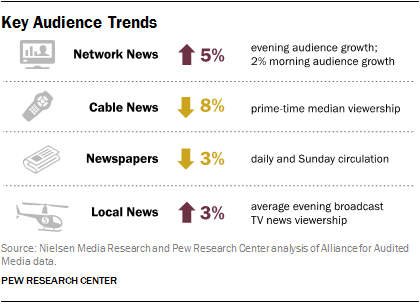 Key Audience Trends
Network News 5% evening audience growth;
2% morning audience growth
Cable News 8% prime-time median viewership
Newspapers 3% daily and Sunday circulation
Local News 3% average evening broadcast
TV news viewership
Source: Nielsen Media Research and Pew Research Center analysis of Alliance for Audited
Media data.
PEW RESEARCH CENTER